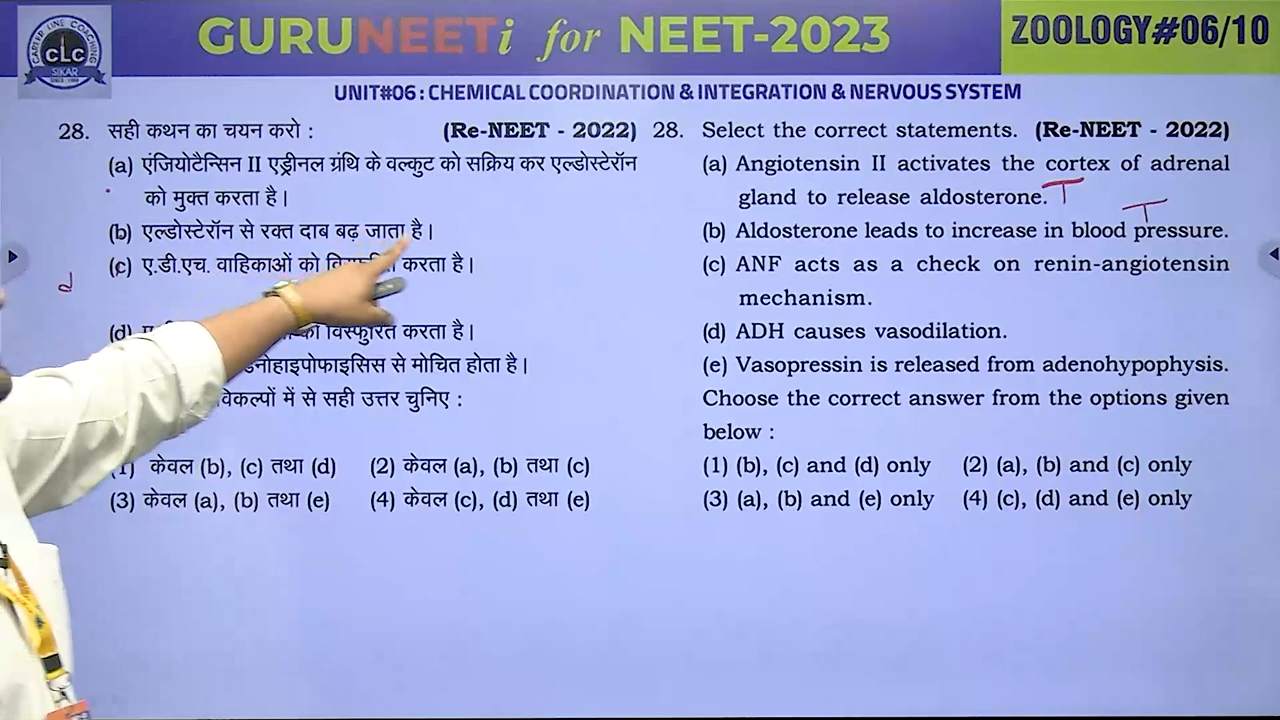 CAREER LINE COACHING
CLC
SIKAR
GURUNEETi for NEET-2023
ZOOLOGY#06/10
UNIT#06 : CHEMICAL COORDINATION & INTEGRATION & NERVOUS SYSTEM
28. सही कथन का चयन करो : (Re-NEET - 2022)
(a) एंजियोटैन्सिन II एड्रीनल ग्रंथि के वल्कुट को सक्रिय कर एल्डोस्टेरॉन
को मुक्त करता है।
(b) एल्डोस्टेरॉन से रक्त दाब बढ़ जाता है।
(c) ए.डी.एच. वाहिकाओं को करता है।
d
(d) को विस्फुरित करता है।
से मोचित होता है।
में से सही उत्तर चुनिए :
(1) केवल (b), (c) तथा (d) (2) केवल (a), (b) तथा (c)
(3) केवल (a), (b) तथा (e) (4) केवल (c), (d) तथा (e)
28. Select the correct statements. (Re-NEET - 2022)
(a) Angiotensin II activates the cortex of adrenal
gland to release aldosterone. T
T
(b) Aldosterone leads to increase in blood pressure.
(c) ANF acts as a check on renin-angiotensin
mechanism.
(d) ADH causes vasodilation.
(e) Vasopressin is released from adenohypophysis.
Choose the correct answer from the options given
below :
(1) (b), (c) and (d) only (2) (a), (b) and (c) only
(3) (a), (b) and (e) only (4) (c), (d) and (e) only